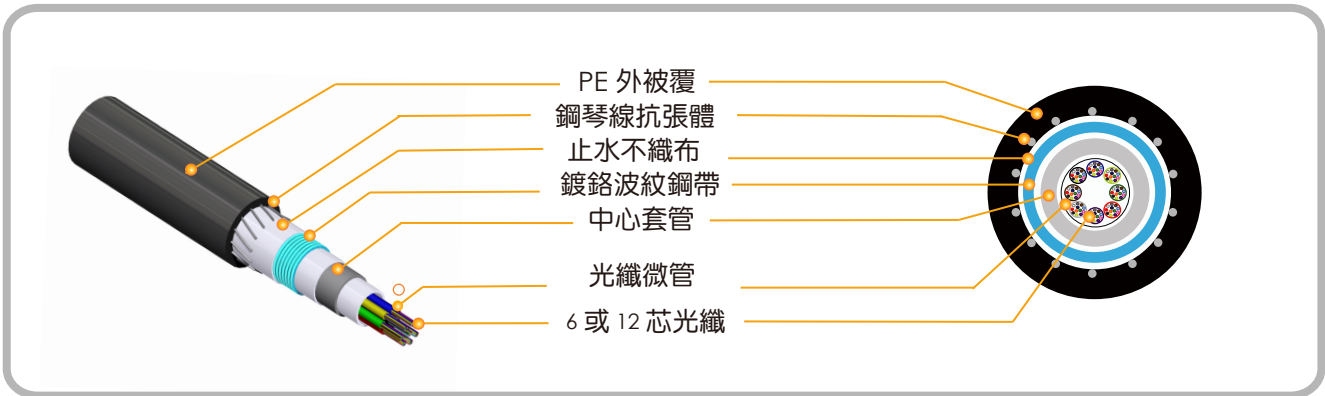 PE 外被覆
鋼琴線抗張體
止水不織布
鍍鉻波紋鋼帶
中心套管
光纖微管
6 或 12 芯光纖